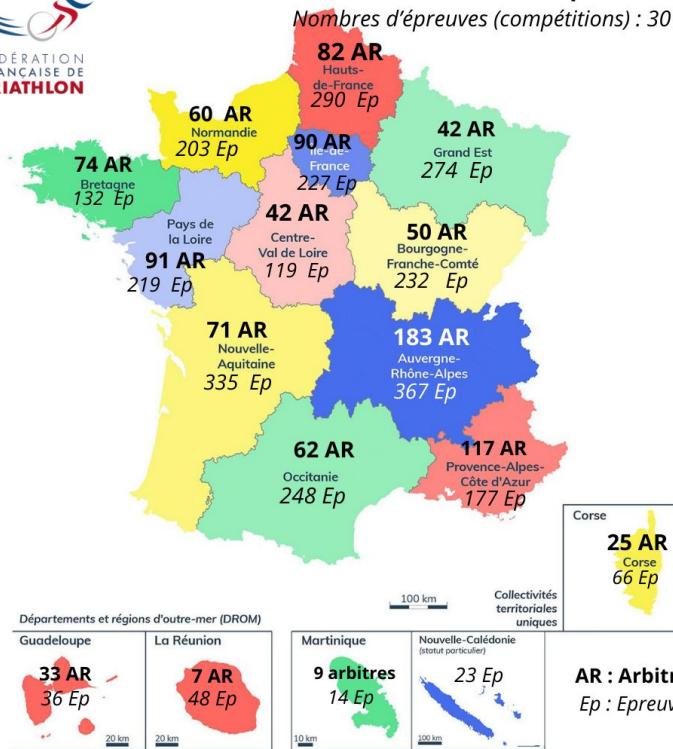 Nombres d'épreuves (compétitions) : 30
TRIATHLON
82 AR
Hauts-
de-France
290 Ep
60 AR
Normandie
203 Ep
90 AR
Île-de-
France
227 Ep
42 AR
Grand Est
274 Ep
74 AR
Bretagne
132 Ep
Pays de
la Loire
91 AR
219 Ep
42 AR
Centre-
Val de Loire
119 Ep
50 AR
Bourgogne-
Franche-Comté
232 Ep
71 AR
Nouvelle-
Aquitaine
335 Ep
183 AR
Auvergne-
Rhône-Alpes
367 Ep
62 AR
Occitanie
248 Ep
117 AR
Provence-Alpes-
Côte d'Azur
177 Ep
Corse
25 AR
Corse
66 Ep
100 km
Collectivités
territoriales
uniques
Départements et régions d'outre-mer (DROM)
Guadeloupe
33 AR
36 Ep
20 km
La Réunion
7 AR
48 Ep
20 km
Martinique
9 arbitres
14 Ep
10 km
Nouvelle-Calédonie
(statut particulier)
23 Ep
100 km
AR : Arbitr
Ep : Epreuv